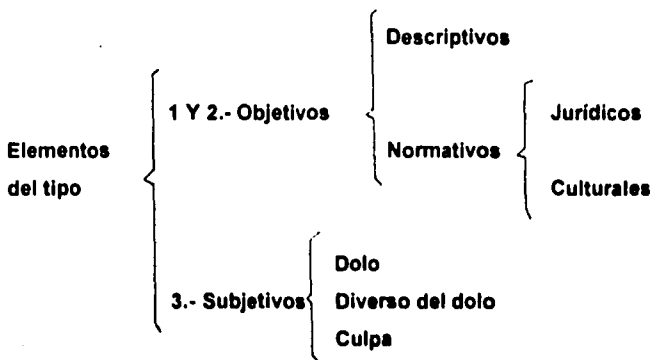 Descriptivos
1 Y 2.- Objetivos
Jurídicos
Elementos
del tipo
Normativos
Culturales
Dolo
3.- Subjetivos
Diverso del dolo
Culpa